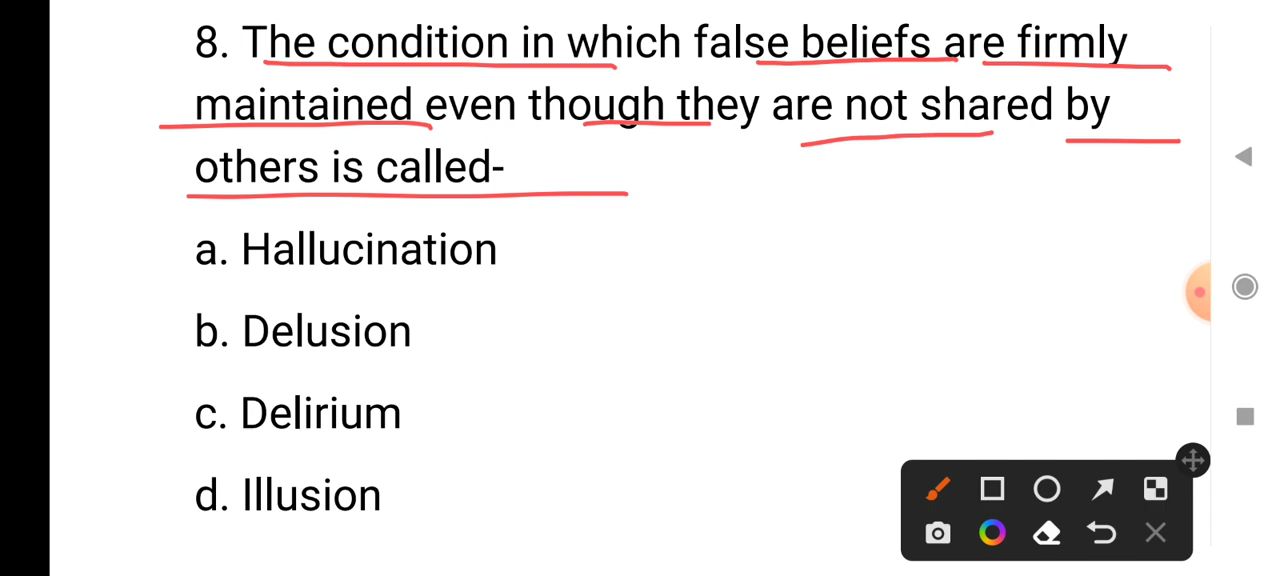 8. The condition in which false beliefs are firmly
maintained even though they are not shared by
others is called-
a. Hallucination
b. Delusion
c. Delirium
d. Illusion